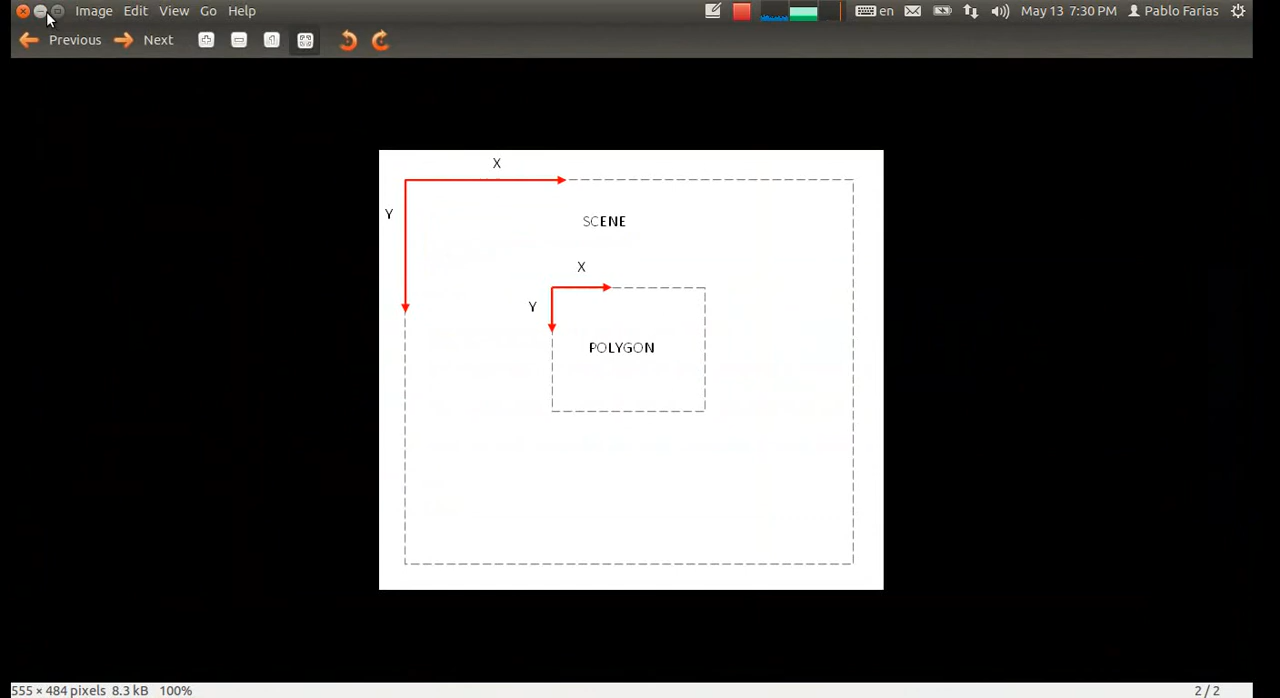 Image Edit View Go Help en May 13 7:30 PM Pablo Farias
Previous Next
X
Y
SCENE
X
Y
POLYGON
555 × 484 pixels 8.3 kB 100% 2 / 2